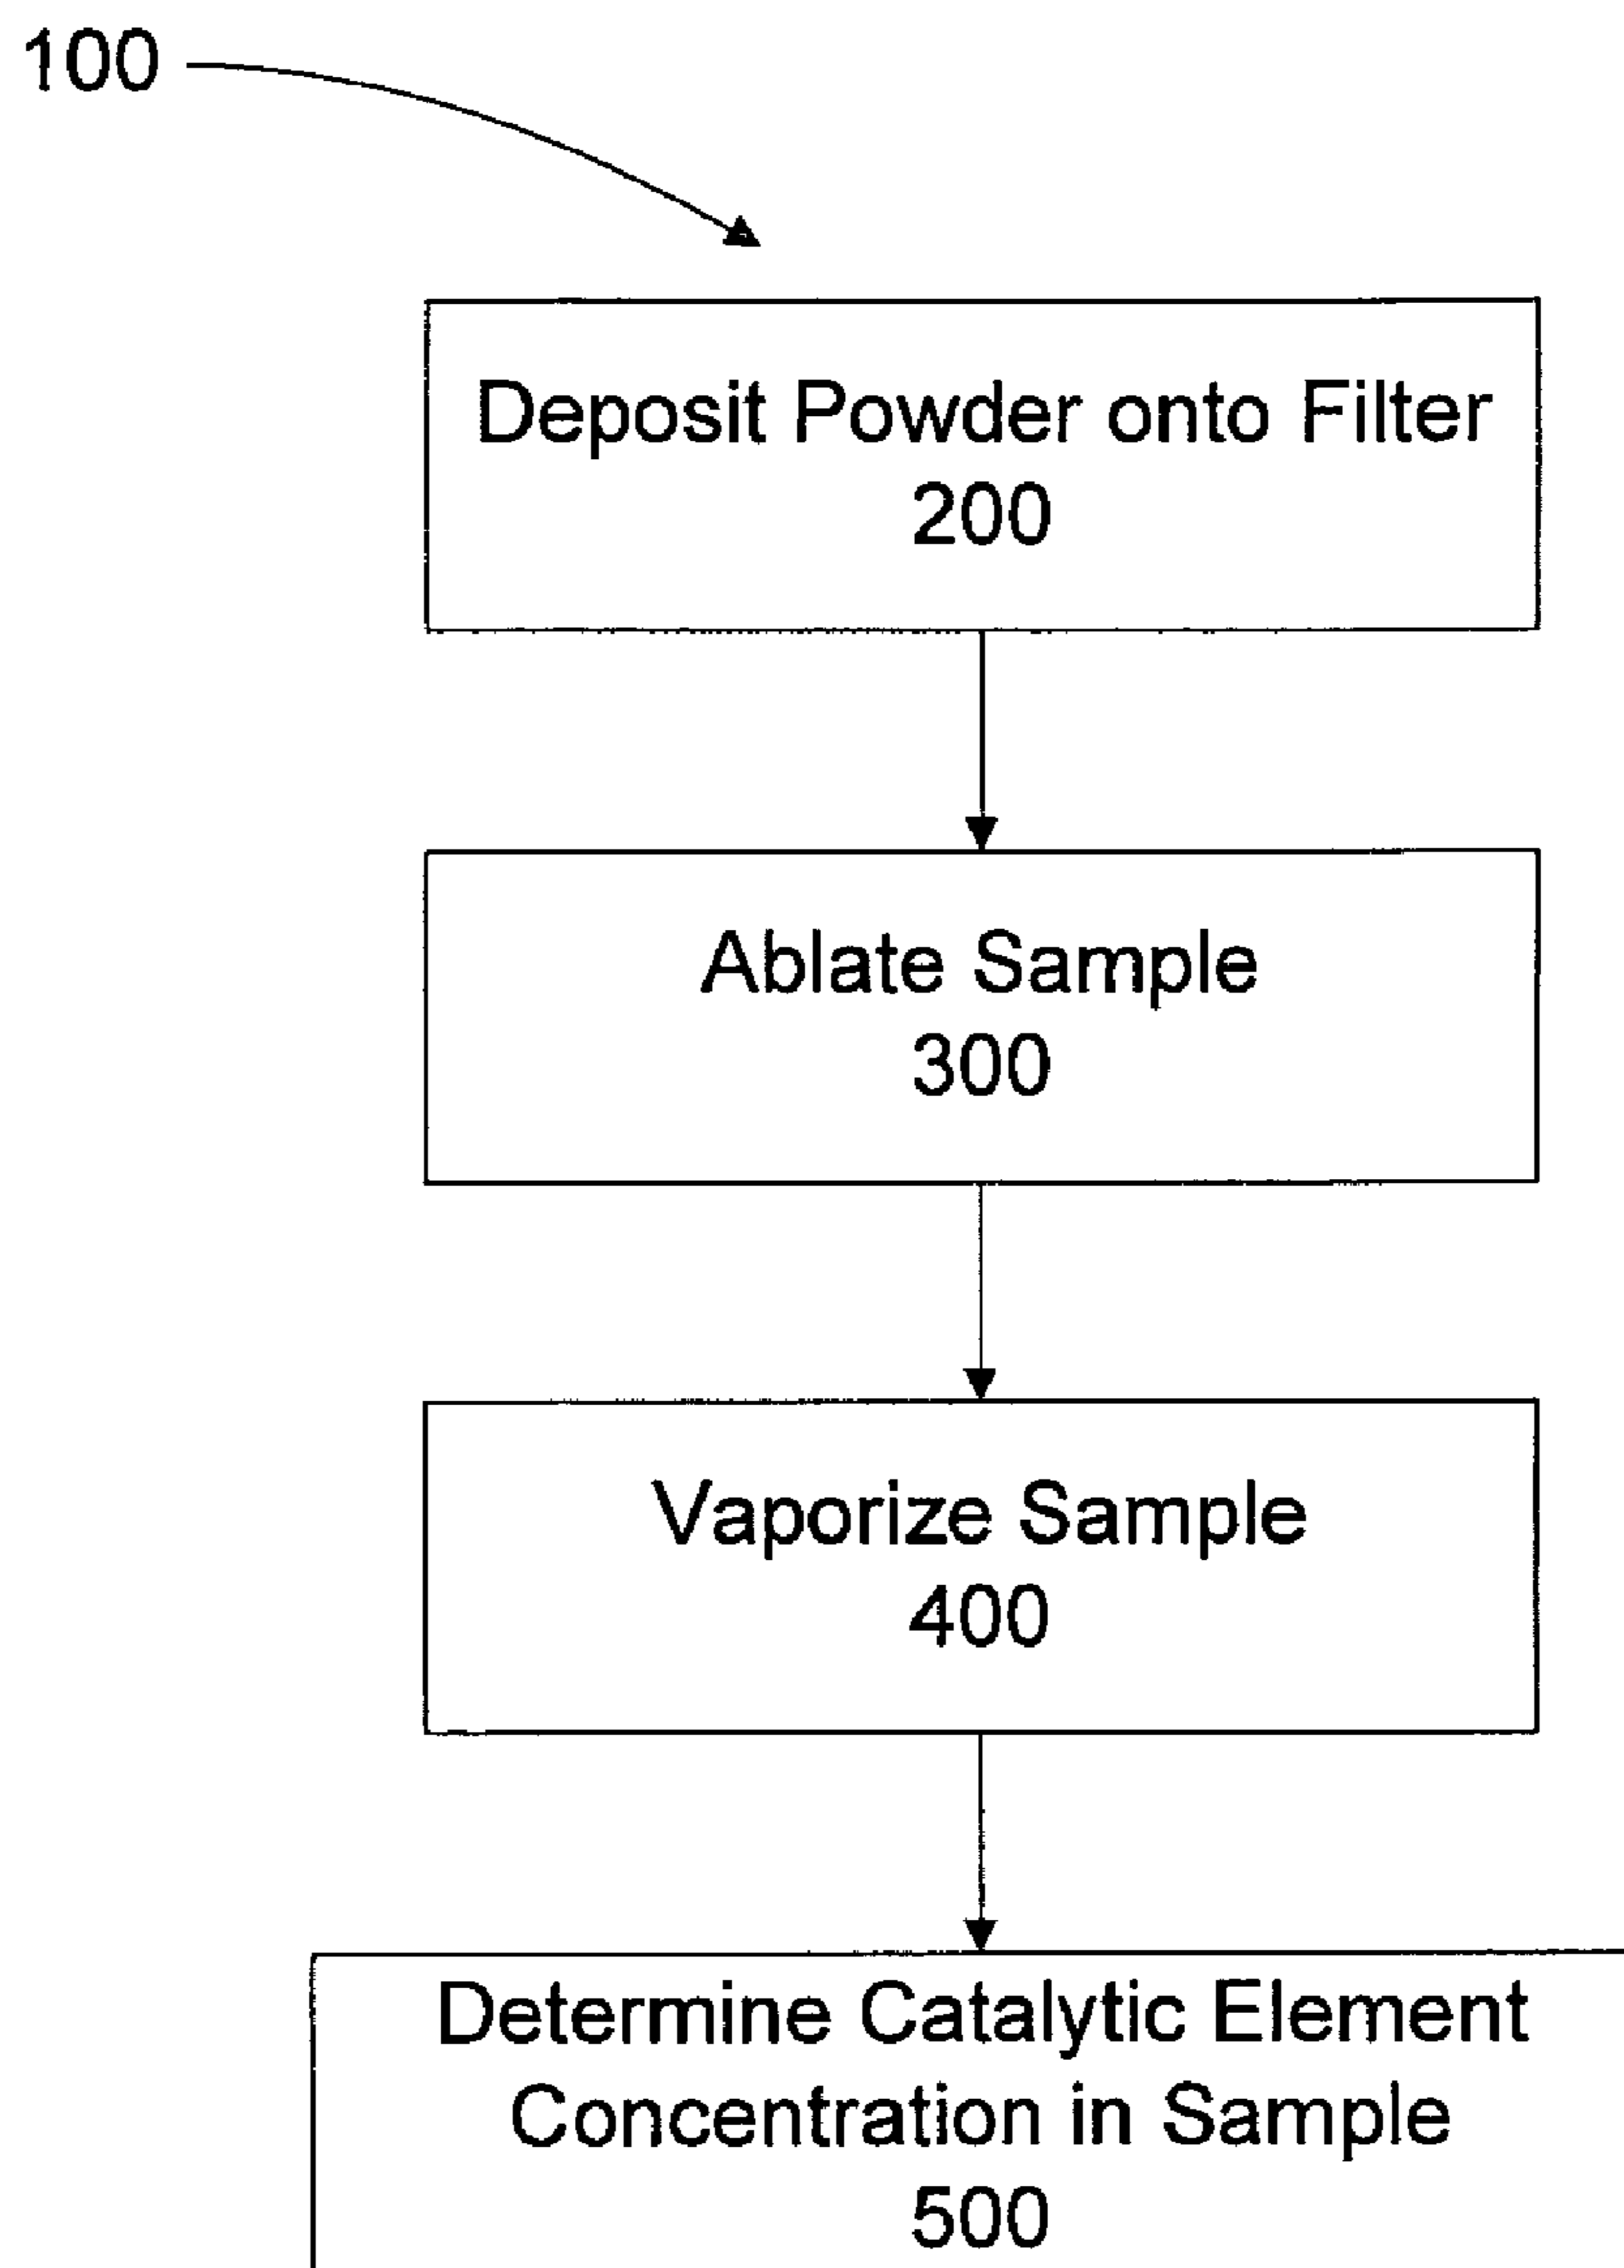 100
Deposit Powder onto Filter
200
Ablate Sample
300
Vaporize Sample
400
Determine Catalytic Element
Concentration in Sample
500